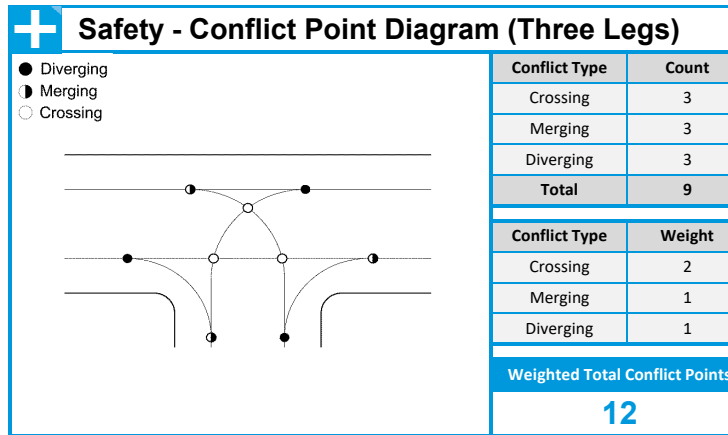 Safety - Conflict Point Diagram (Three Legs)
Diverging
Merging
Crossing
Conflict Type Count
Crossing 3
Merging 3
Diverging 3
Total 9
Conflict Type Weight
Crossing 2
Merging 1
Diverging 1
Weighted Total Conflict Points
12